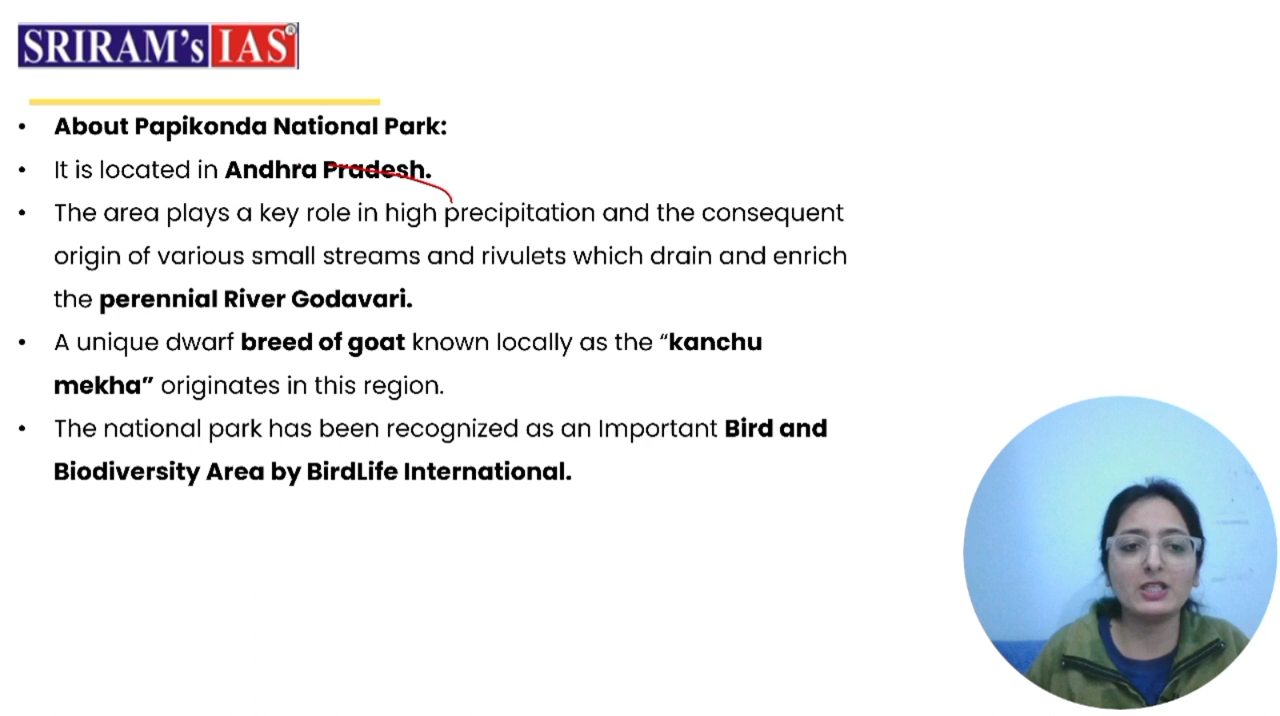 SRIRAM's IAS®
• About Papikonda National Park:
• It is located in Andhra Pradesh.
• The area plays a key role in high precipitation and the consequent
origin of various small streams and rivulets which drain and enrich
the perennial River Godavari.
• A unique dwarf breed of goat known locally as the “kanchu
mekha” originates in this region.
• The national park has been recognized as an Important Bird and
Biodiversity Area by BirdLife International.